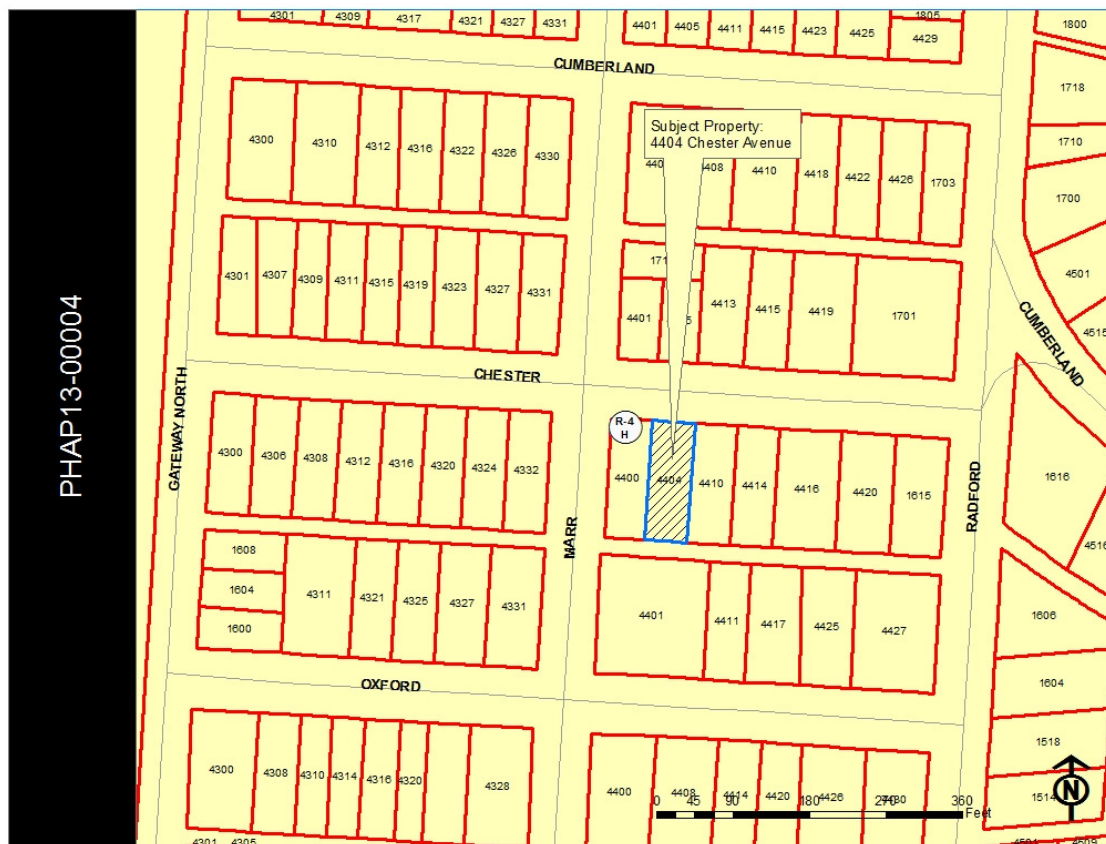 PHAP13-00004
4301 4309 4317 4321 4327 4331 4401 4405 4411 4415 4423 4425 1805 4429 1800
CUMBERLAND
1718
1710
1700
4501
4515
4300 4310 4312 4316 4322 4326 4330
Subject Property:
4404 Chester Avenue
4408 4410 4418 4422 4426 1703
4301 4307 4309 4311 4315 4319 4323 4327 4331
4401 4413 4415 4419 1701
CUMBERLAND
CHESTER
GATEWAY NORTH
MARR
RADFORD
R-4
H
4300 4306 4308 4312 4316 4320 4324 4332
4400 4404 4410 4414 4416 4420 1615
1616
4516
1608
1604
1600
4311 4321 4325 4327 4331
4401 4411 4417 4425 4427
1606
1604
1518
1514
OXFORD
4300 4308 4310 4314 4316 4320 4328
4400 4408 4414 4420 4426 4430
0 45 90 180 270 360
Feet
N
4301 4305
4509